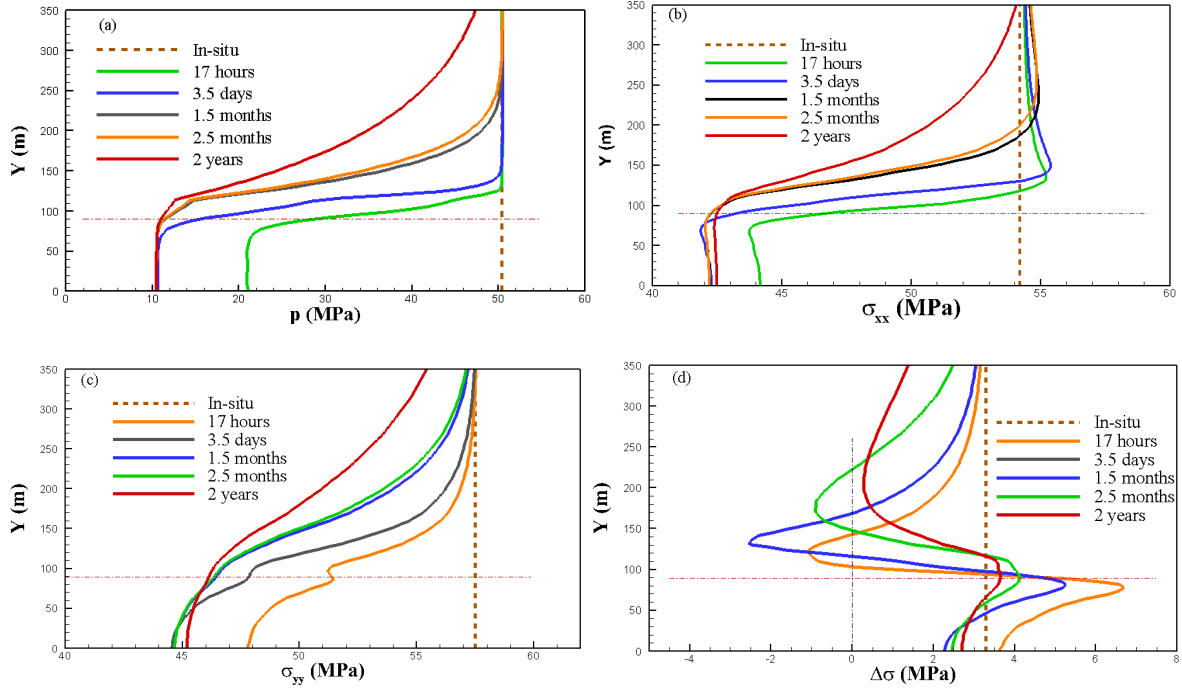 (a)
In-situ
17 hours
3.5 days
1.5 months
2.5 months
2 years
Y (m)
350
300
250
200
150
100
50
0
0 10 20 30 40 50 60
p (MPa)
(b)
In-situ
17 hours
3.5 days
1.5 months
2.5 months
2 years
Y (m)
350
300
250
200
150
100
50
0
40 45 50 55 60
σxx (MPa)
(c)
In-situ
17 hours
3.5 days
1.5 months
2.5 months
2 years
Y (m)
350
300
250
200
150
100
50
0
40 45 50 55 60
σyy (MPa)
(d)
In-situ
17 hours
3.5 days
1.5 months
2.5 months
2 years
Y (m)
350
300
250
200
150
100
50
0
-4 -2 0 2 4 6 8
Δσ (MPa)